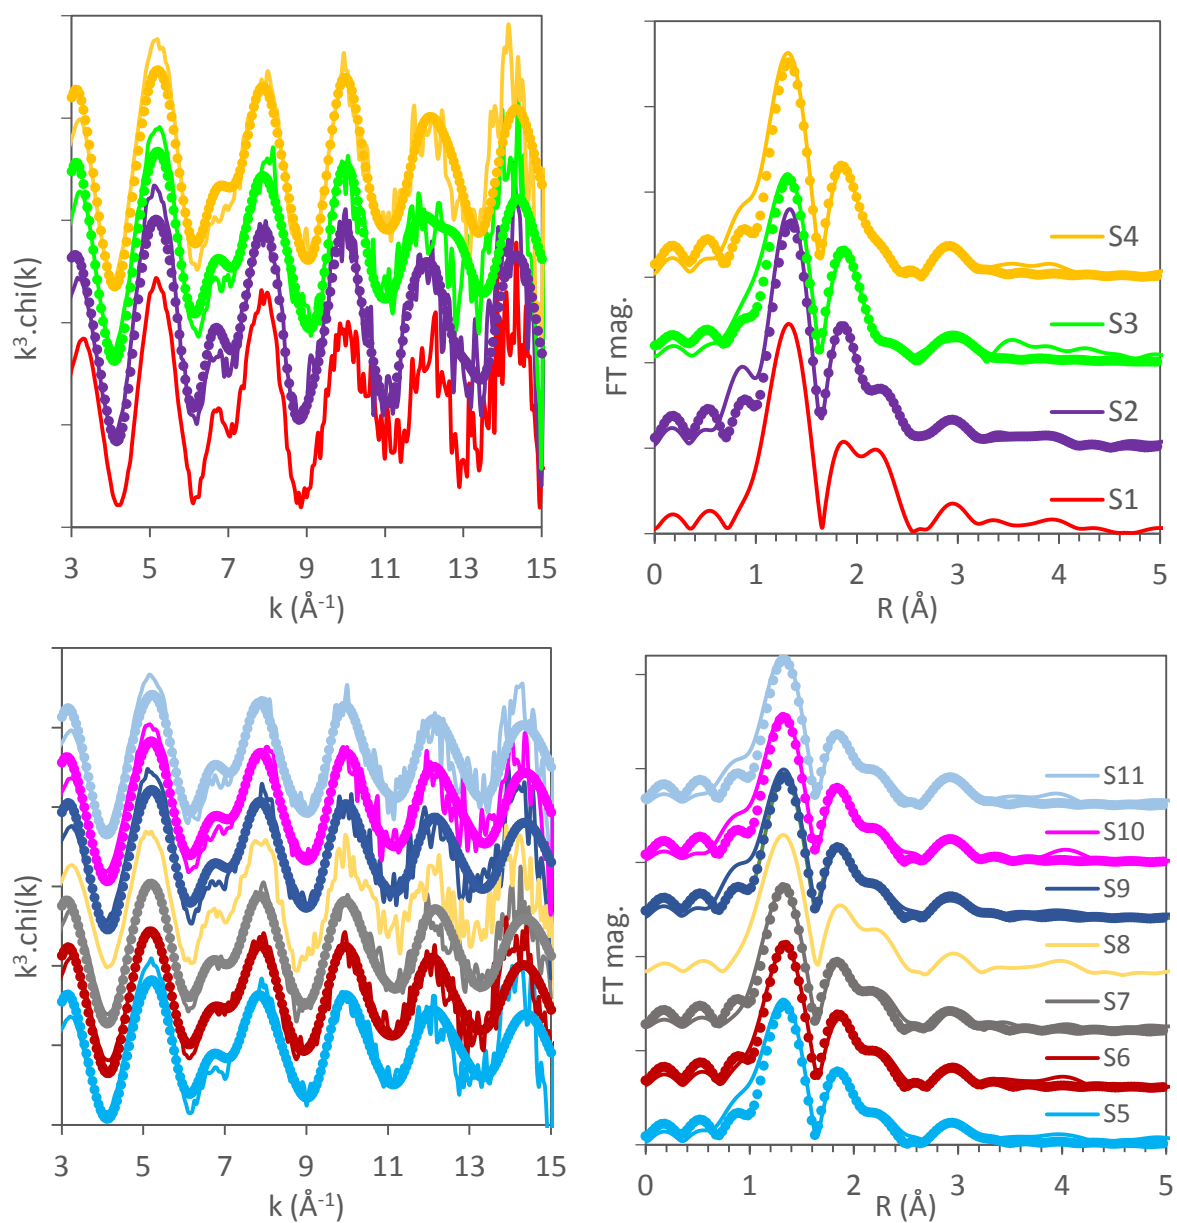 k³.chi(k)
3 5 7 9 11 13 15
k (Å⁻¹)
FT mag.
S4
S3
S2
S1
0 1 2 3 4 5
R (Å)
k³.chi(k)
3 5 7 9 11 13 15
k (Å⁻¹)
FT mag.
S11
S10
S9
S8
S7
S6
S5
0 1 2 3 4 5
R (Å)